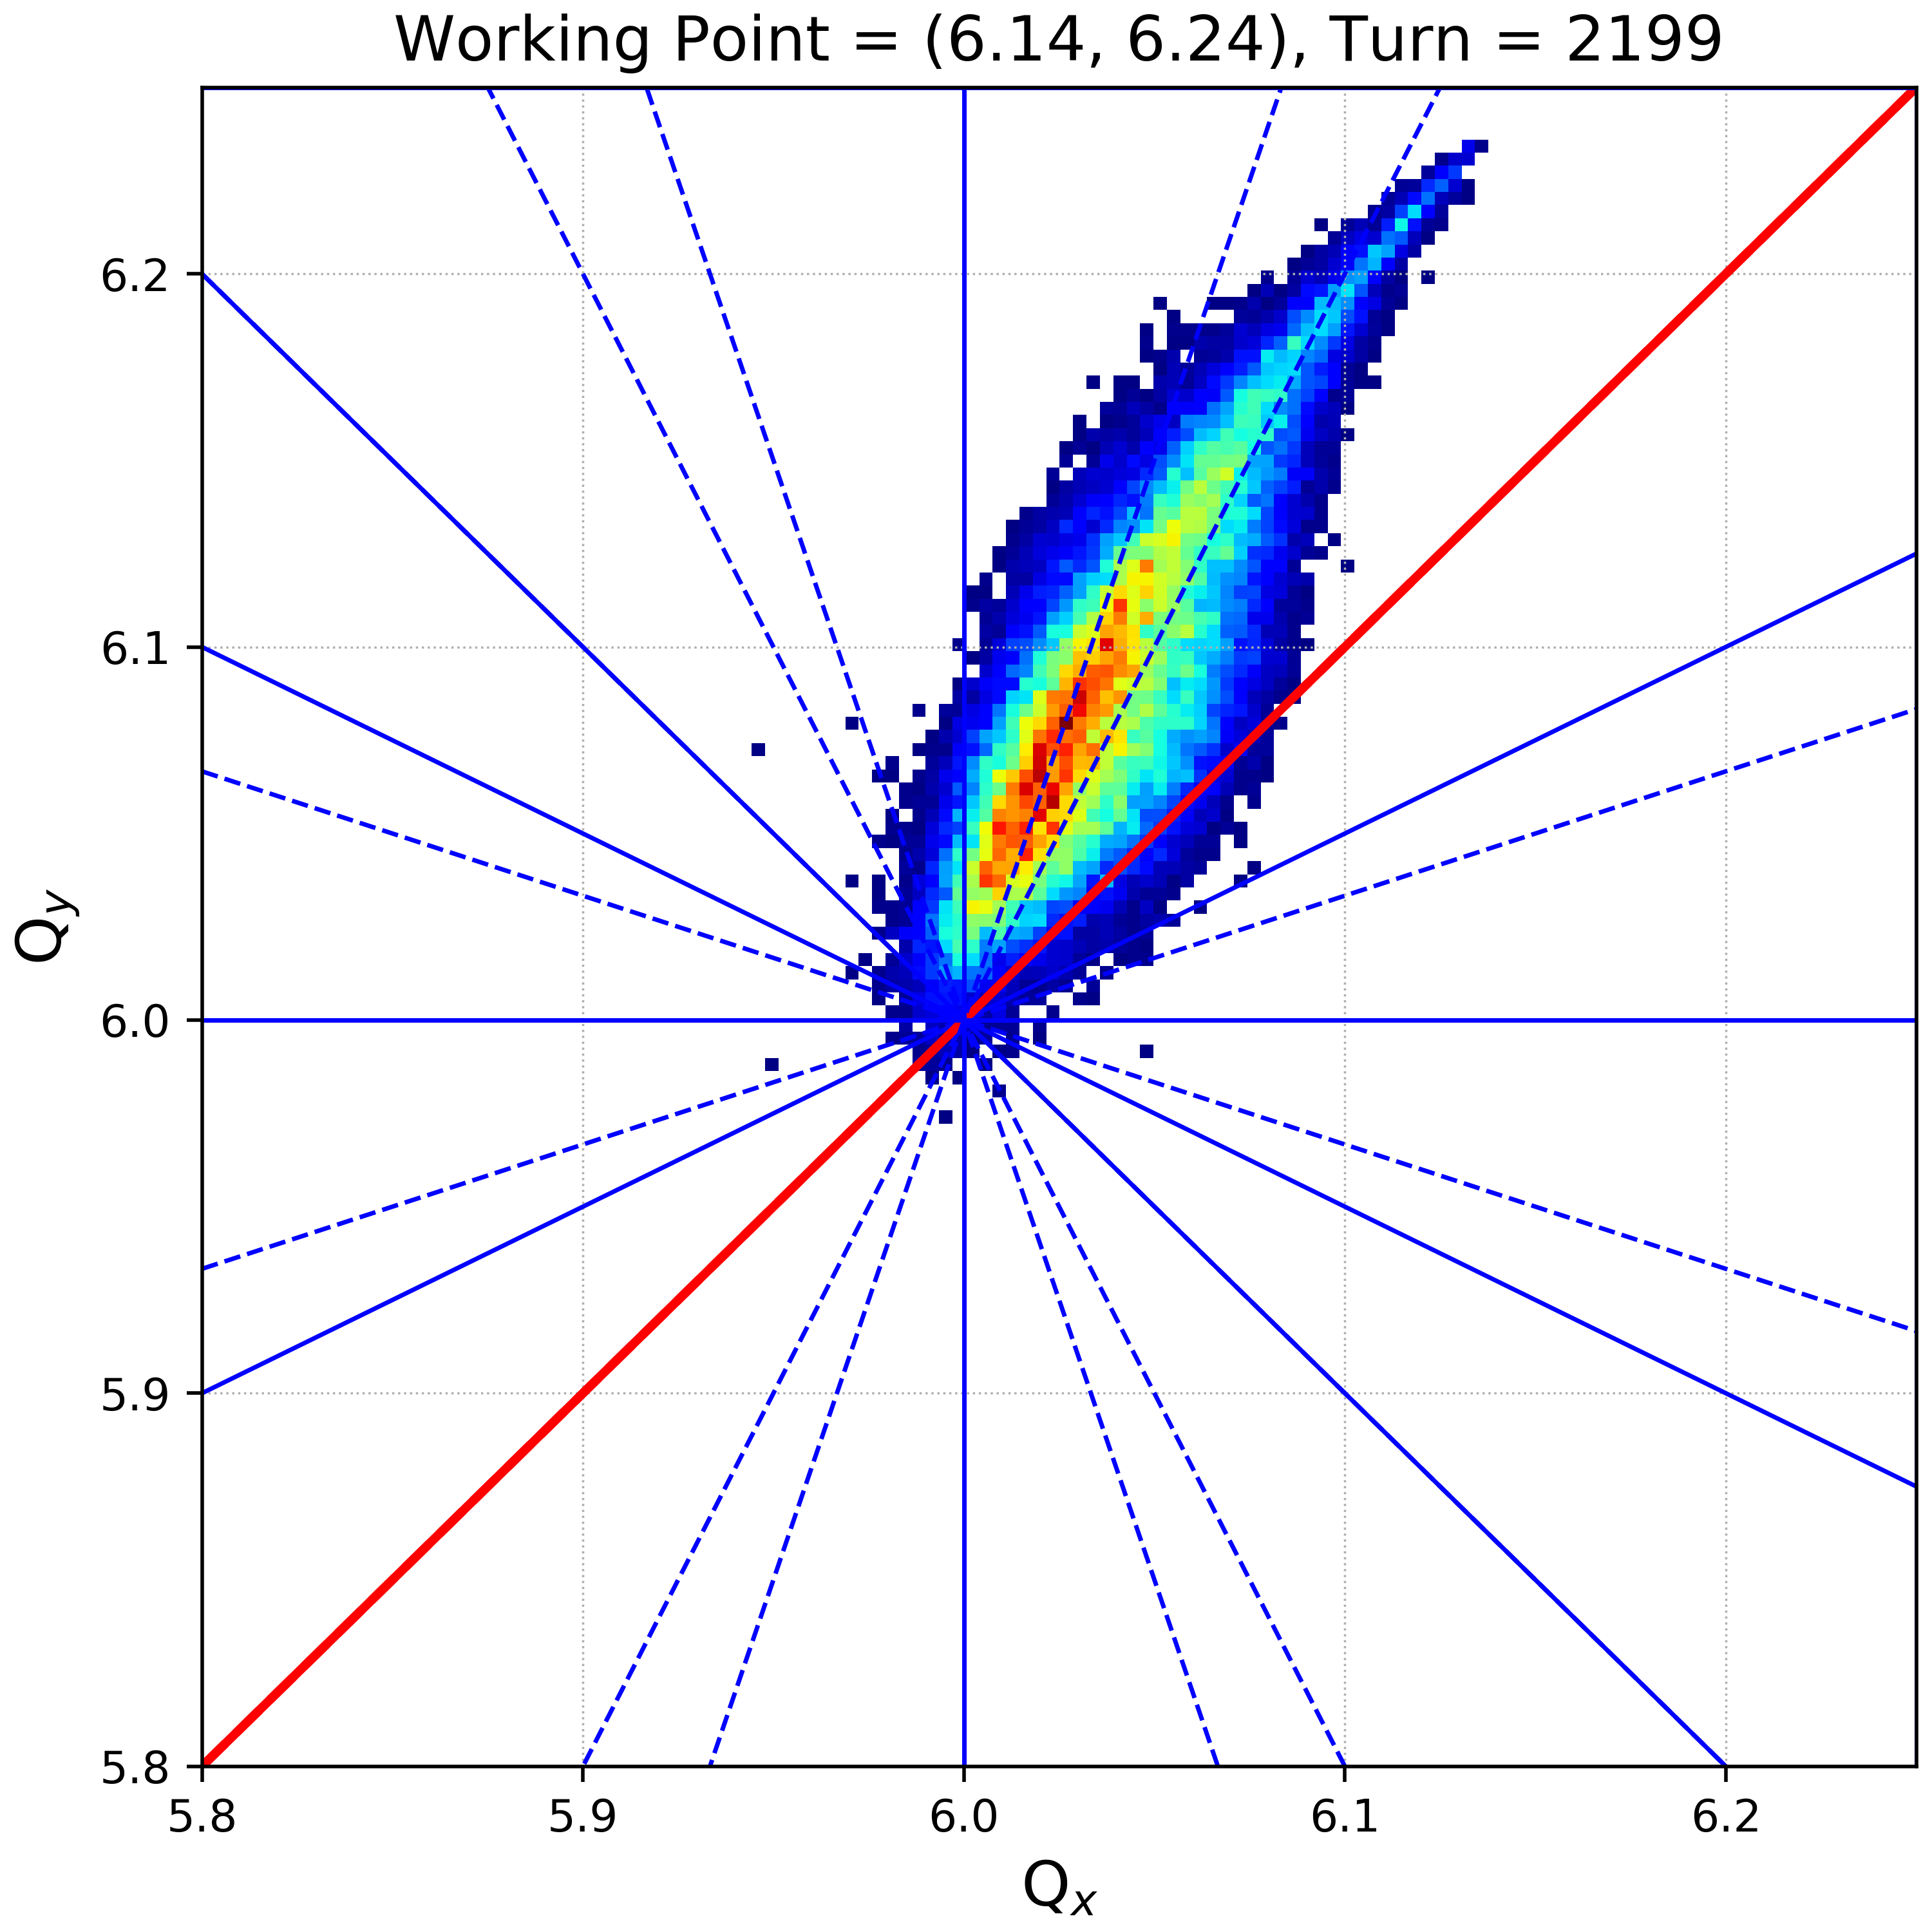 Working Point = (6.14, 6.24), Turn = 2199
6.2
6.1
6.0
5.9
5.8
Qy
5.8 5.9 6.0 6.1 6.2
Qx